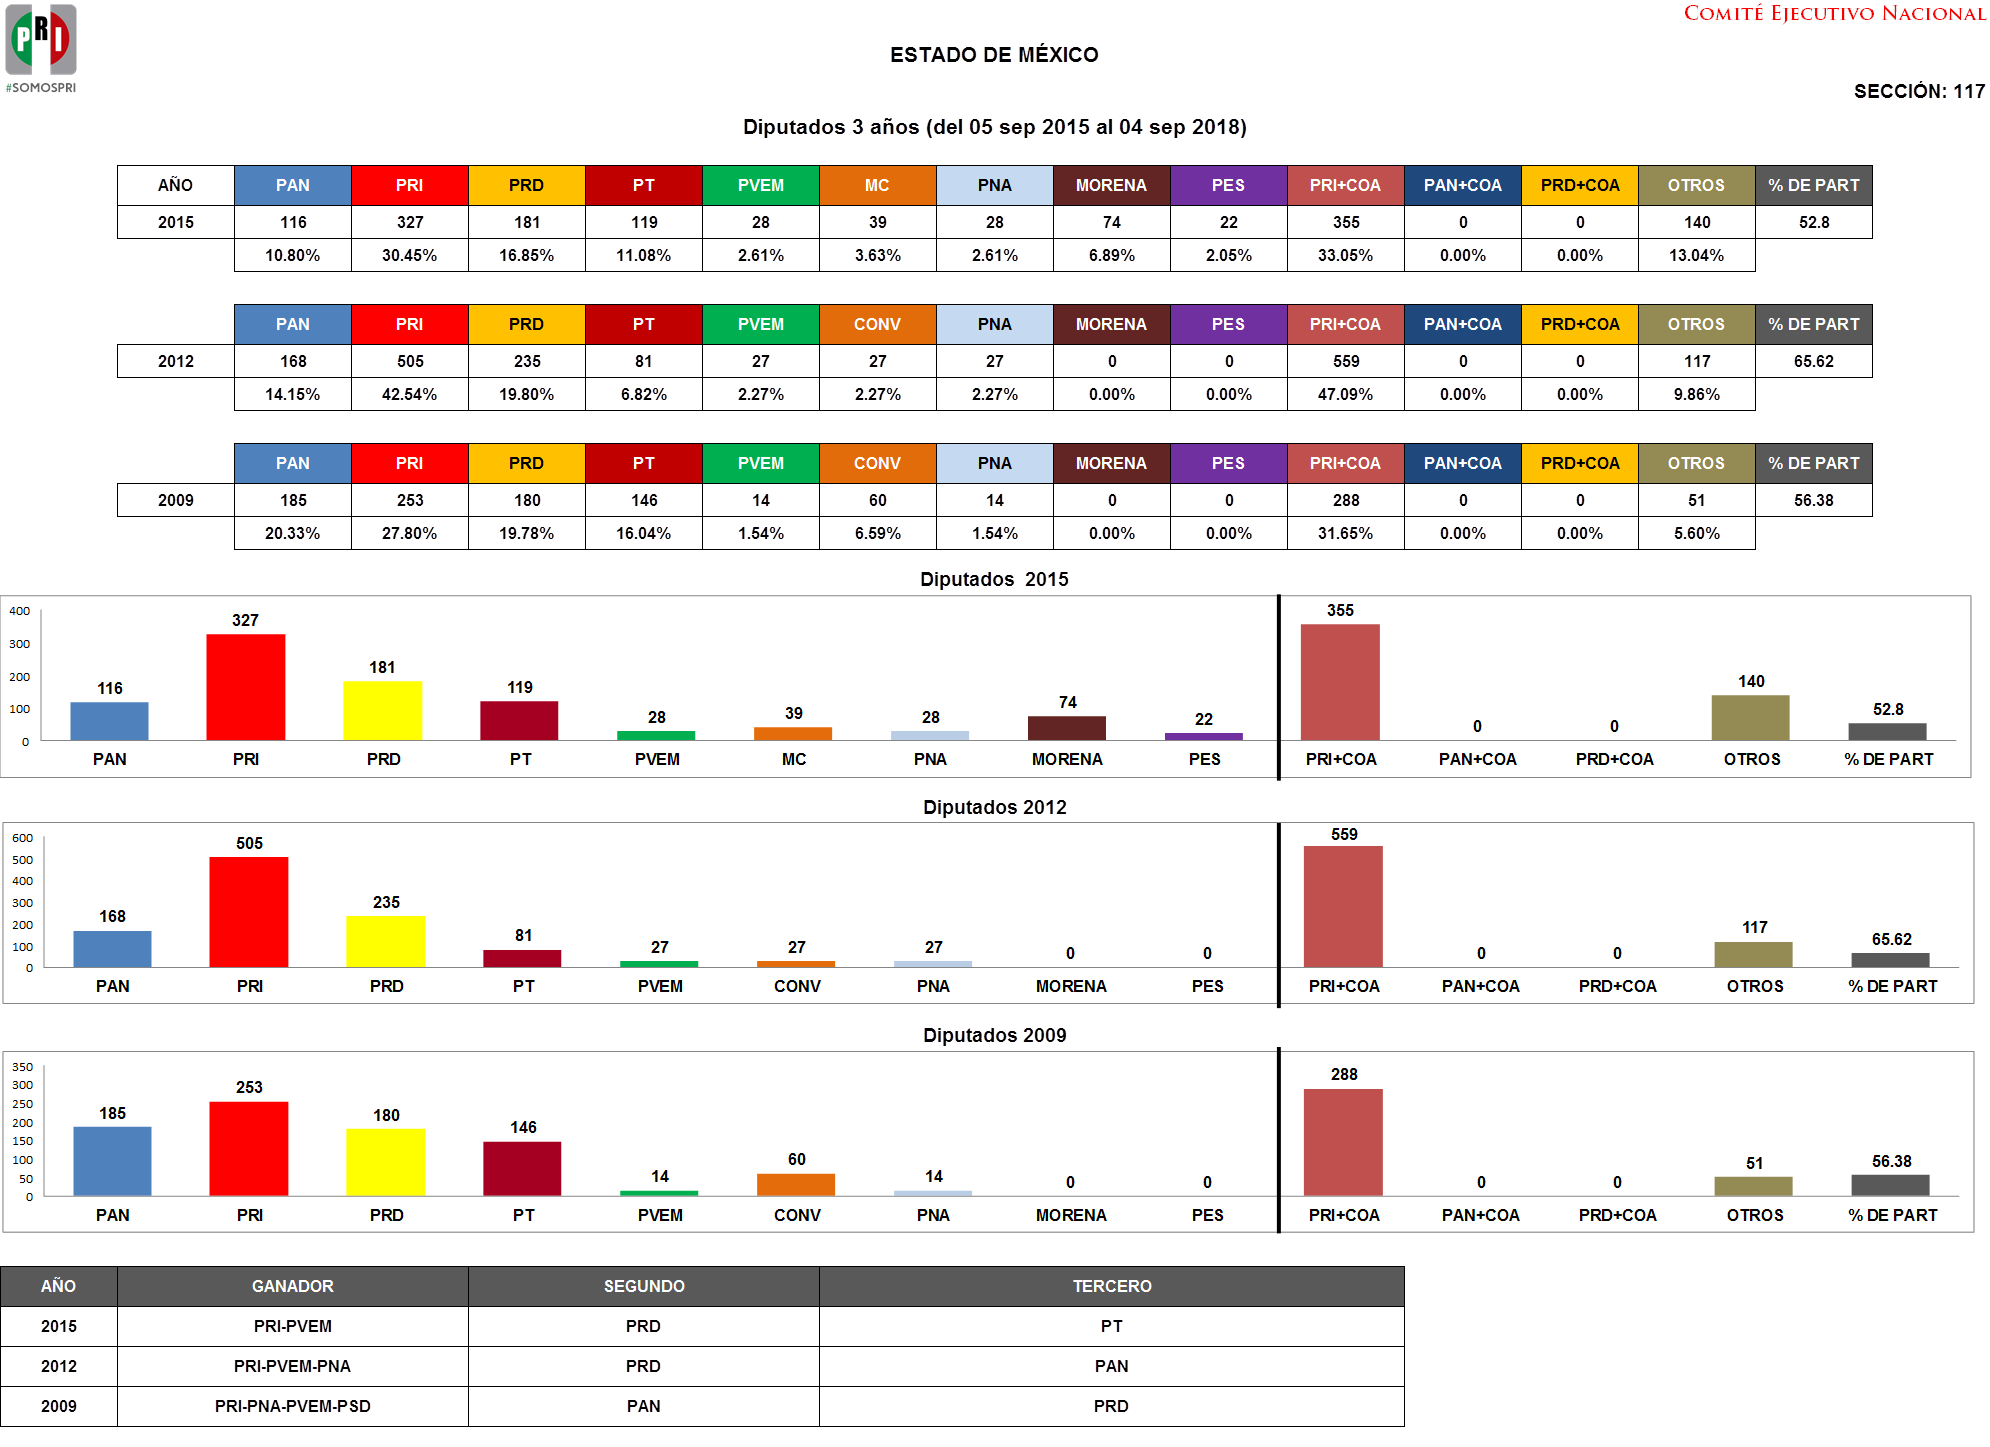 PRI
#SOMOSPRI
COMITÉ EJECUTIVO NACIONAL
ESTADO DE MÉXICO
SECCIÓN: 117
Diputados 3 años (del 05 sep 2015 al 04 sep 2018)
AÑO PAN PRI PRD PT PVEM MC PNA MORENA PES PRI+COA PAN+COA PRD+COA OTROS % DE PART
2015 116 327 181 119 28 39 28 74 22 355 0 0 140 52.8
10.80% 30.45% 16.85% 11.08% 2.61% 3.63% 2.61% 6.89% 2.05% 33.05% 0.00% 0.00% 13.04%
PAN PRI PRD PT PVEM CONV PNA MORENA PES PRI+COA PAN+COA PRD+COA OTROS % DE PART
2012 168 505 235 81 27 27 27 0 0 559 0 0 117 65.62
14.15% 42.54% 19.80% 6.82% 2.27% 2.27% 2.27% 0.00% 0.00% 47.09% 0.00% 0.00% 9.86%
PAN PRI PRD PT PVEM CONV PNA MORENA PES PRI+COA PAN+COA PRD+COA OTROS % DE PART
2009 185 253 180 146 14 60 14 0 0 288 0 0 51 56.38
20.33% 27.80% 19.78% 16.04% 1.54% 6.59% 1.54% 0.00% 0.00% 31.65% 0.00% 0.00% 5.60%
Diputados 2015
400
300
200
100
0
116 327 181 119 28 39 28 74 22 355 0 0 140 52.8
PAN PRI PRD PT PVEM MC PNA MORENA PES PRI+COA PAN+COA PRD+COA OTROS % DE PART
Diputados 2012
600
500
400
300
200
100
0
168 505 235 81 27 27 27 0 0 559 0 0 117 65.62
PAN PRI PRD PT PVEM CONV PNA MORENA PES PRI+COA PAN+COA PRD+COA OTROS % DE PART
Diputados 2009
350
300
250
200
150
100
50
0
185 253 180 146 14 60 14 0 0 288 0 0 51 56.38
PAN PRI PRD PT PVEM CONV PNA MORENA PES PRI+COA PAN+COA PRD+COA OTROS % DE PART
AÑO GANADOR SEGUNDO TERCERO
2015 PRI-PVEM PRD PT
2012 PRI-PVEM-PNA PRD PAN
2009 PRI-PNA-PVEM-PSD PAN PRD